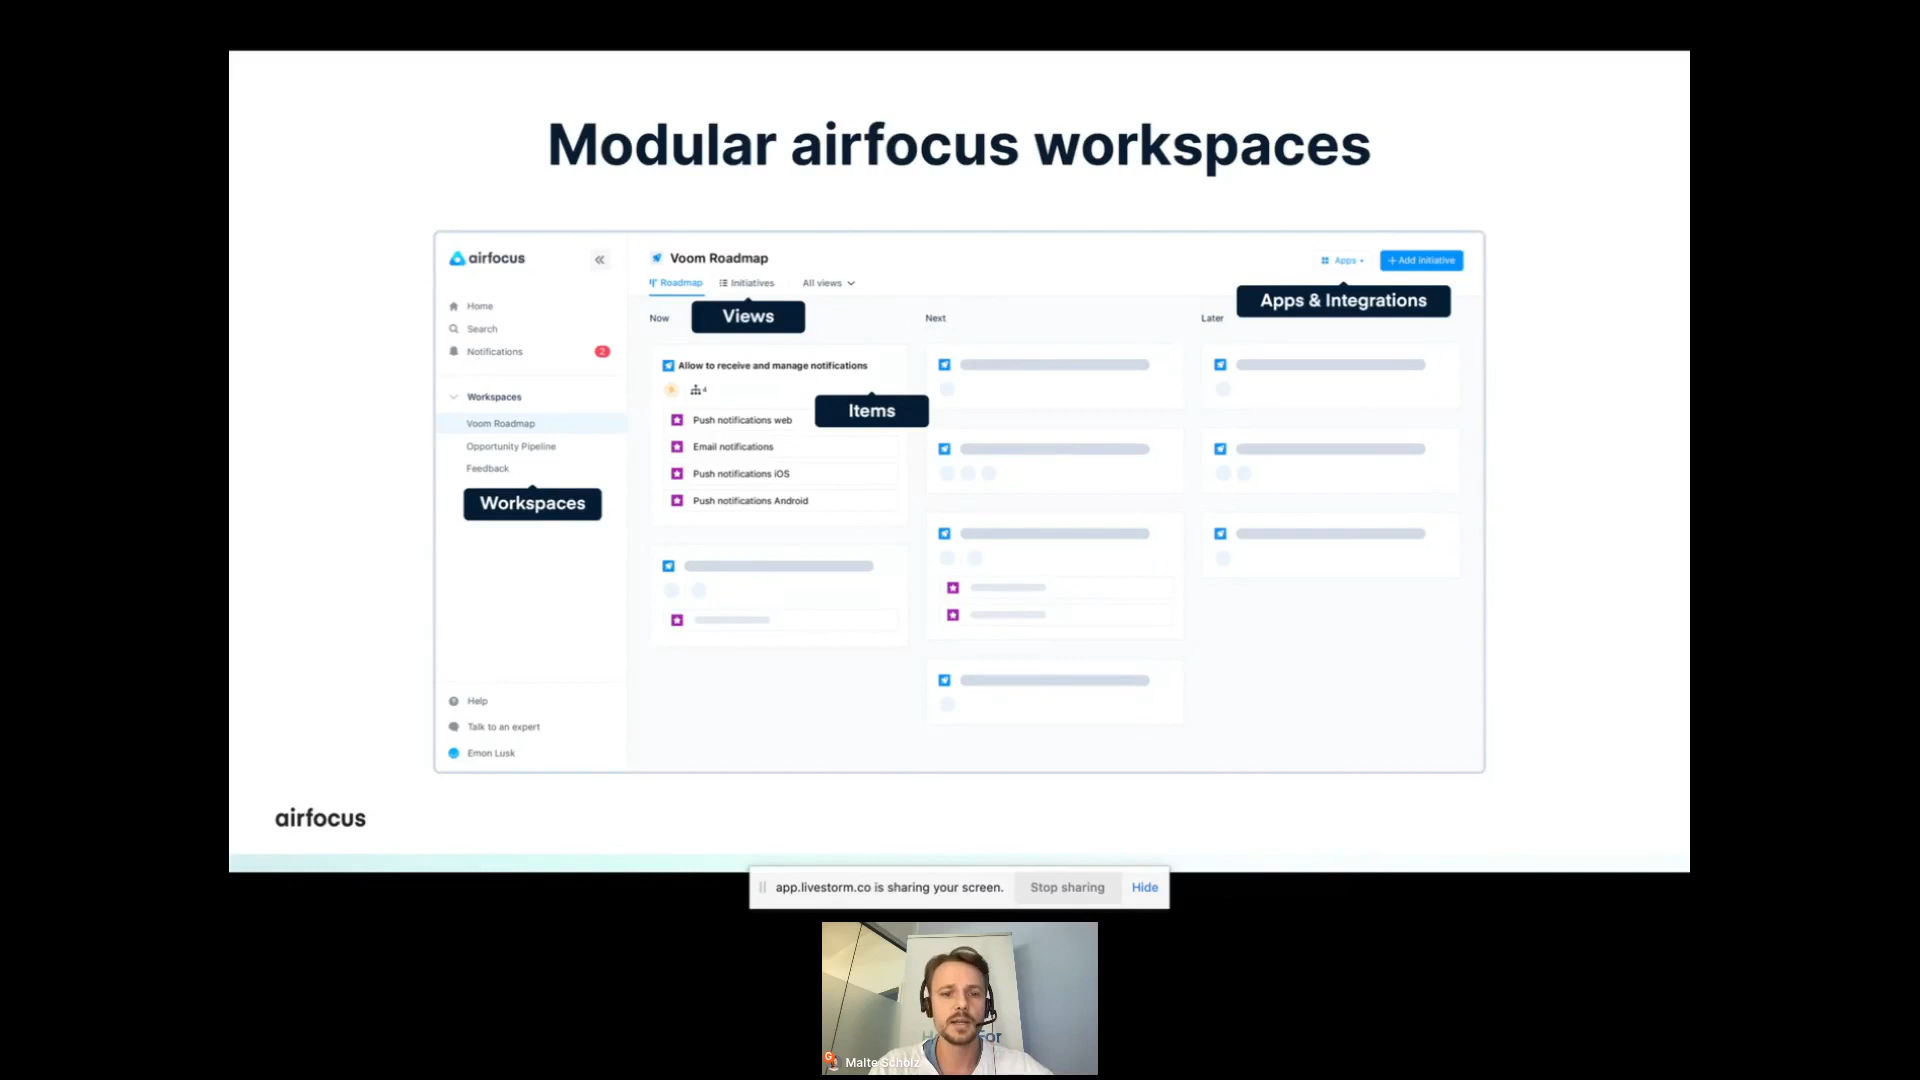 Modular airfocus workspaces
airfocus
Voom Roadmap
Apps
+ Add initiative
Roadmap
Initiatives
All views
Apps & Integrations
Home
Search
Notifications
2
Now
Views
Next
Later
Allow to receive and manage notifications
4
Items
Push notifications web
Email notifications
Push notifications iOS
Push notifications Android
Workspaces
Voom Roadmap
Opportunity Pipeline
Feedback
Workspaces
Help
Talk to an expert
Emon Lusk
airfocus
app.livestorm.co is sharing your screen.
Stop sharing
Hide
G
Malte Scholz